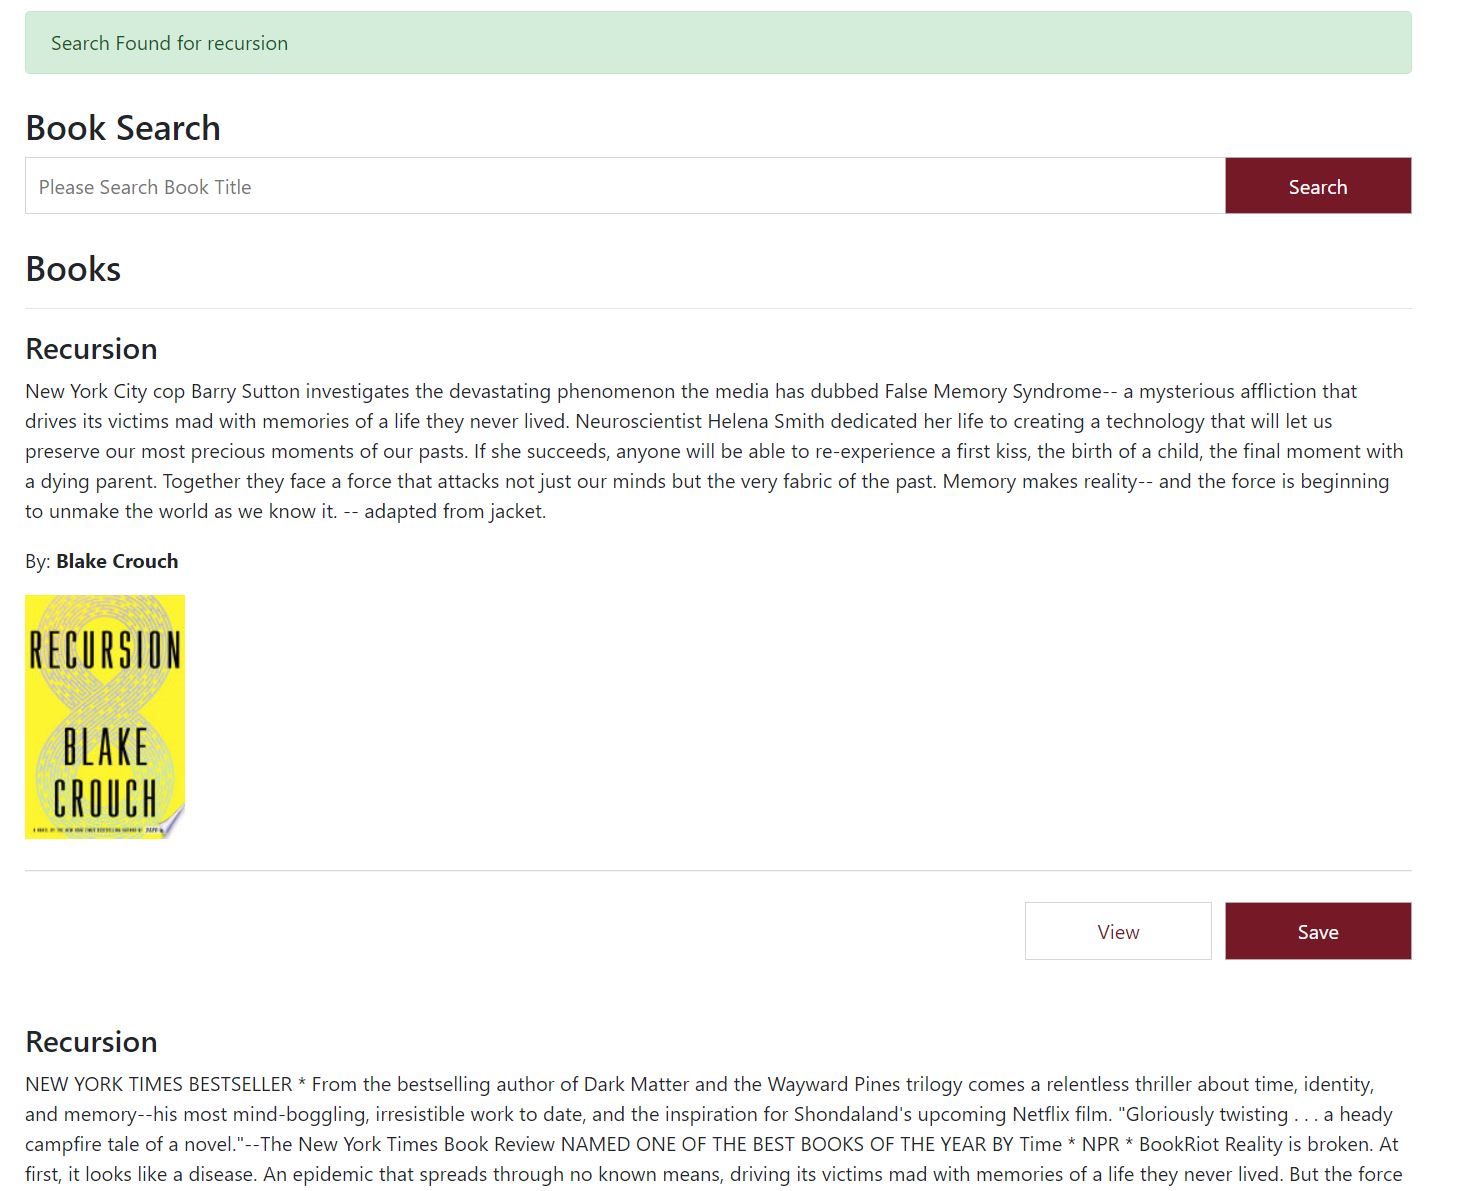 Search Found for recursion
Book Search
Please Search Book Title
Search
Books
Recursion
New York City cop Barry Sutton investigates the devastating phenomenon the media has dubbed False Memory Syndrome-- a mysterious affliction that
drives its victims mad with memories of a life they never lived. Neuroscientist Helena Smith dedicated her life to creating a technology that will let us
preserve our most precious moments of our pasts. If she succeeds, anyone will be able to re-experience a first kiss, the birth of a child, the final moment with
a dying parent. Together they face a force that attacks not just our minds but the very fabric of the past. Memory makes reality-- and the force is beginning
to unmake the world as we know it. -- adapted from jacket.
By: Blake Crouch
RECURSION
BLAKE
CROUCH
View
Save
Recursion
NEW YORK TIMES BESTSELLER * From the bestselling author of Dark Matter and the Wayward Pines trilogy comes a relentless thriller about time, identity,
and memory--his most mind-boggling, irresistible work to date, and the inspiration for Shondaland's upcoming Netflix film. "Gloriously twisting . . . a heady
campfire tale of a novel."--The New York Times Book Review NAMED ONE OF THE BEST BOOKS OF THE YEAR BY Time * NPR * BookRiot Reality is broken. At
first, it looks like a disease. An epidemic that spreads through no known means, driving its victims mad with memories of a life they never lived. But the force